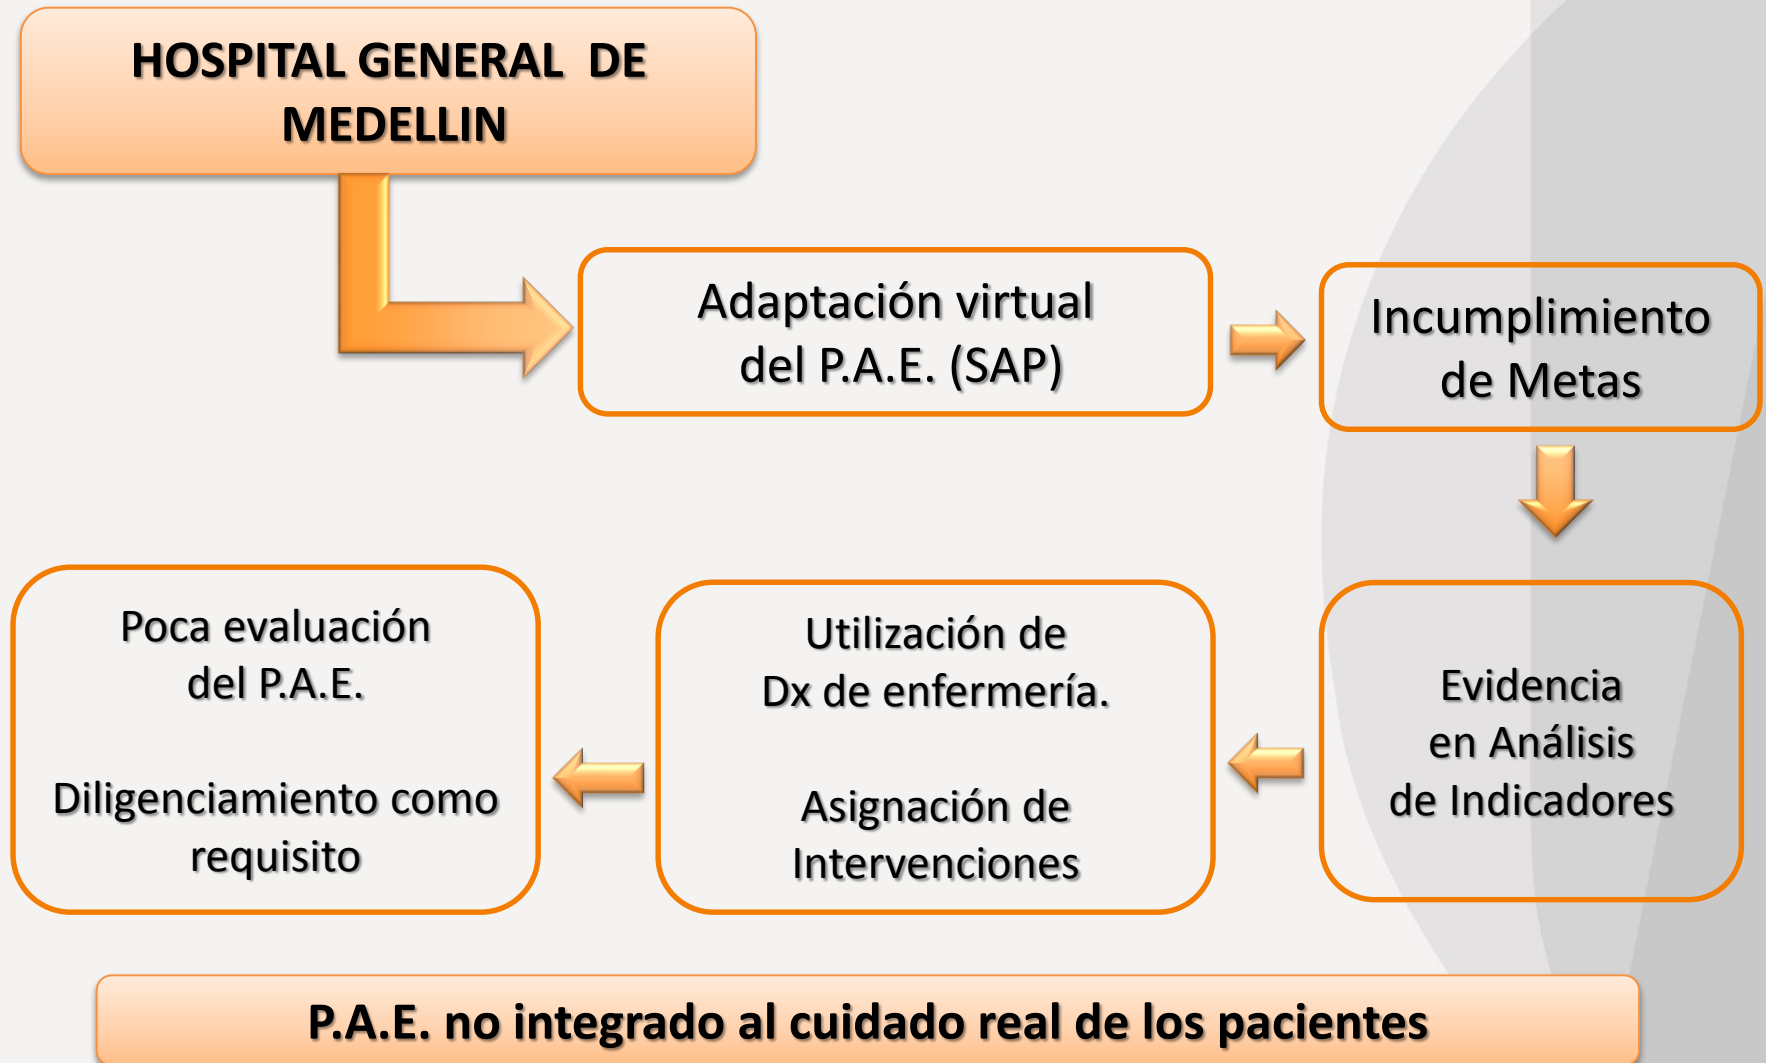 HOSPITAL GENERAL DE
MEDELLIN
Adaptación virtual
del P.A.E. (SAP)
Incumplimiento
de Metas
Evidencia
en Análisis
de Indicadores
Utilización de
Dx de enfermería.
Asignación de
Intervenciones
Poca evaluación
del P.A.E.
Diligenciamiento como
requisito
P.A.E. no integrado al cuidado real de los pacientes